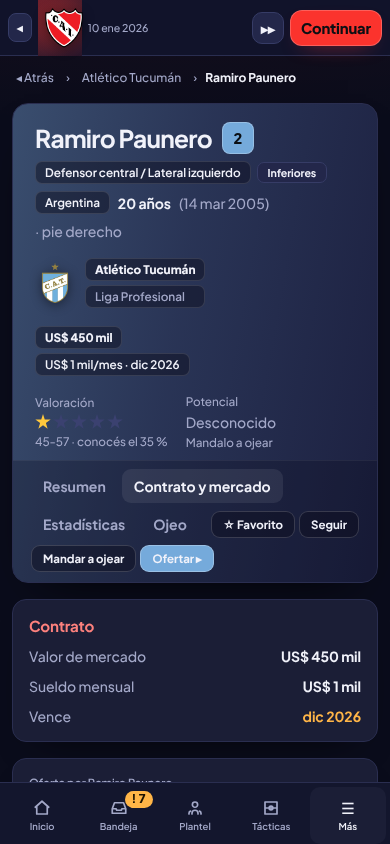 ◂
C.A.I.
10 ene 2026
▸▸
Continuar
◂ Atrás › Atlético Tucumán › Ramiro Paunero
Ramiro Paunero 2
Defensor central / Lateral izquierdo Inferiores
Argentina 20 años (14 mar 2005)
· pie derecho
C.A.T.
Atlético Tucumán
Liga Profesional
US$ 450 mil
US$ 1 mil/mes · dic 2026
Valoración
★★★★★
45-57 · conocés el 35 %
Potencial
Desconocido
Mandalo a ojear
Resumen Contrato y mercado
Estadísticas Ojeo ☆ Favorito Seguir
Mandar a ojear Ofertar ▸
Contrato
Valor de mercado US$ 450 mil
Sueldo mensual US$ 1 mil
Vence dic 2026
Oferta por Ramiro Paunero
! 7
Inicio Bandeja Plantel Tácticas Más